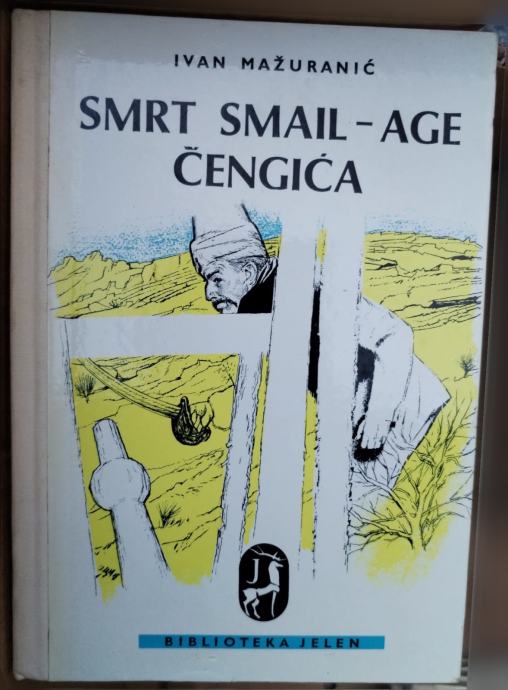 IVAN MAŽURANIĆ
SMRT SMAIL-AGE
ČENGIĆA
J
BIBLIOTEKA JELEN